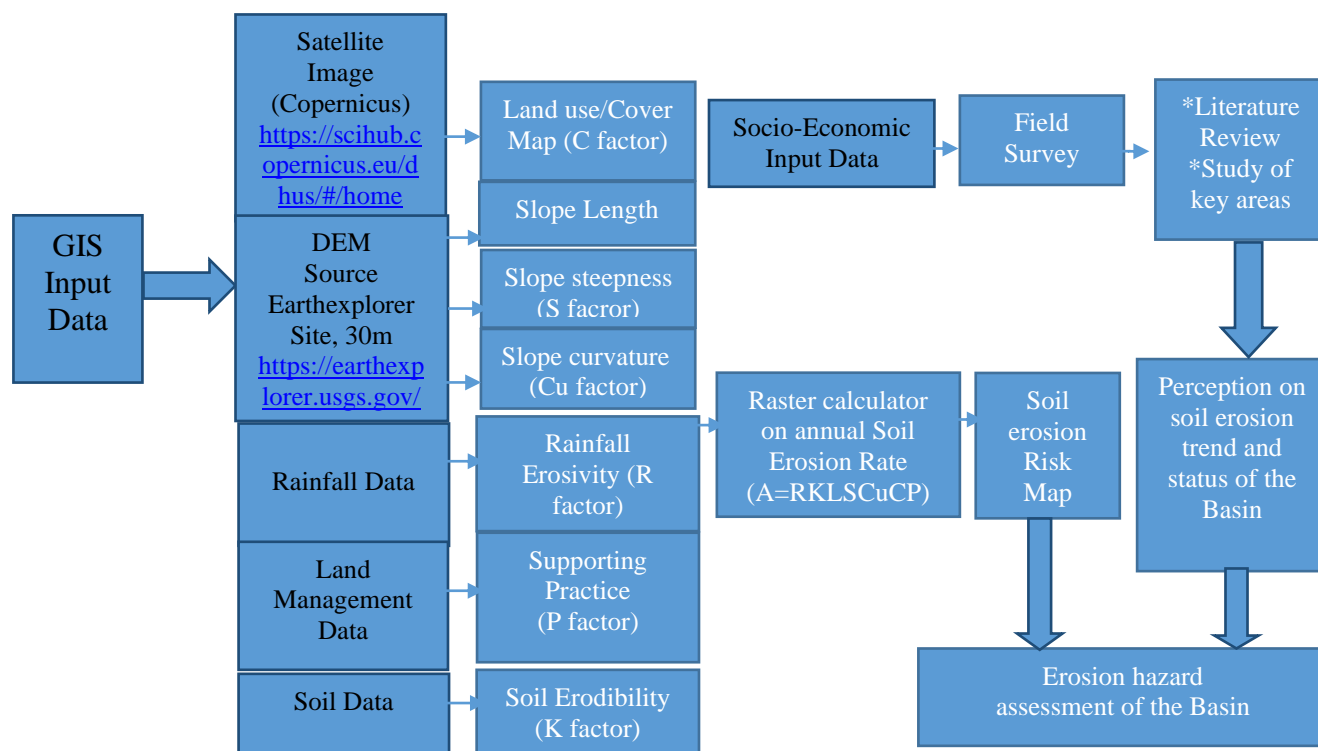 GIS
Input
Data
Satellite
Image
(Copernicus)
https://scihub.c
opernicus.eu/d
hus/#/home
DEM
Source
Earthexplorer
Site, 30m
https://earthexp
lorer.usgs.gov/
Rainfall Data
Land
Management
Data
Soil Data
Land use/Cover
Map (C factor)
Slope Length
Slope steepness
(S facror)
Slope curvature
(Cu factor)
Rainfall
Erosivity (R
factor)
Supporting
Practice
(P factor)
Soil Erodibility
(K factor)
Raster calculator
on annual Soil
Erosion Rate
(A=RKLSCuCP)
Soil
erosion
Risk
Map
Socio-Economic
Input Data
Field
Survey
*Literature
Review
*Study of
key areas
Perception on
soil erosion
trend and
status of the
Basin
Erosion hazard
assessment of the Basin